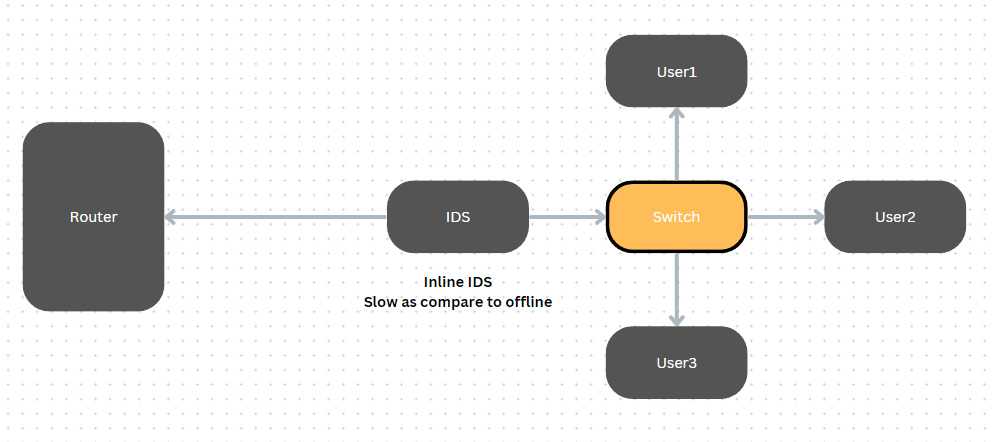 User1
Router
IDS
Switch
User2
Inline IDS
Slow as compare to offline
User3